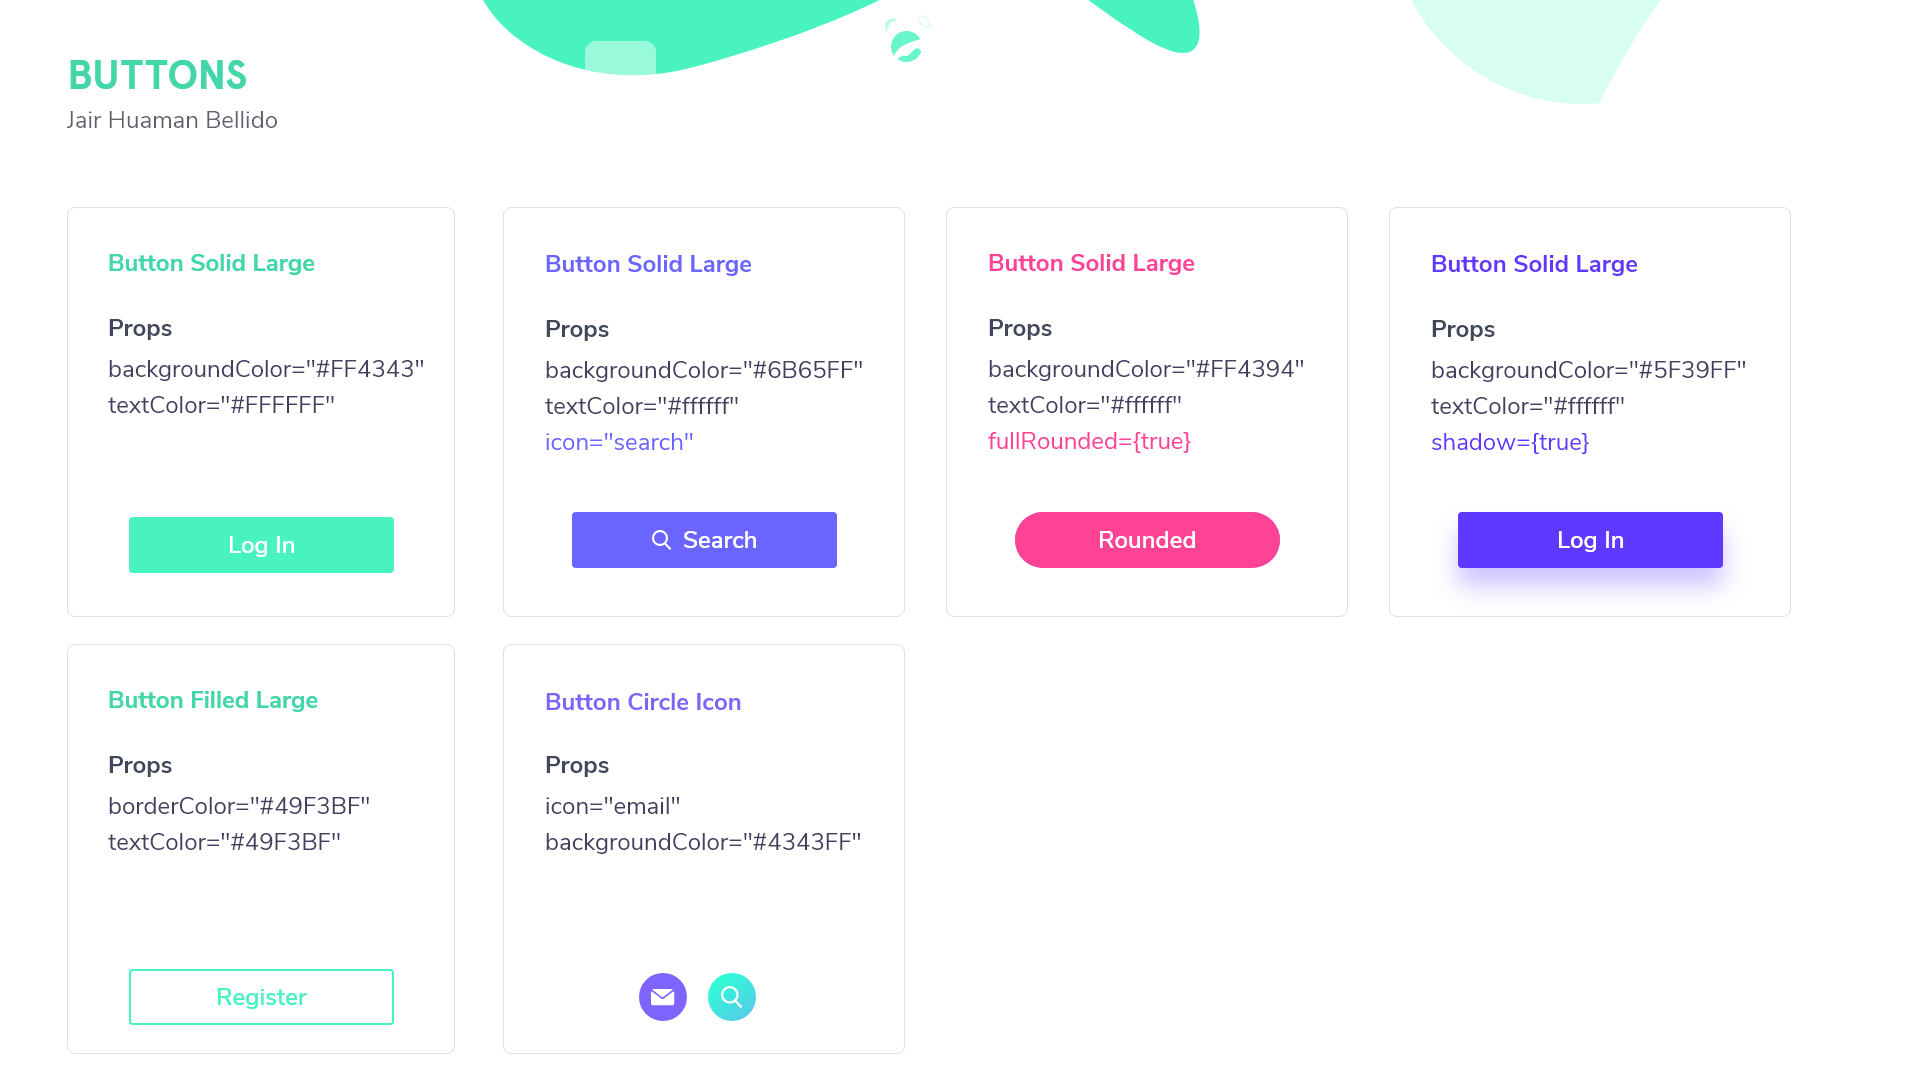 BUTTONS
Jair Huaman Bellido
Button Solid Large
Props
backgroundColor="#FF4343"
textColor="#FFFFFF"
Log In
Button Solid Large
Props
backgroundColor="#6B65FF"
textColor="#ffffff"
icon="search"
Search
Button Solid Large
Props
backgroundColor="#FF4394"
textColor="#ffffff"
fullRounded={true}
Rounded
Button Solid Large
Props
backgroundColor="#5F39FF"
textColor="#ffffff"
shadow={true}
Log In
Button Filled Large
Props
borderColor="#49F3BF"
textColor="#49F3BF"
Register
Button Circle Icon
Props
icon="email"
backgroundColor="#4343FF"